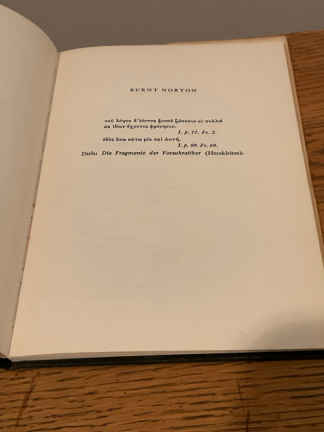 BURNT NORTON
τοῦ λόγου δ'ἐόντος ξυνοῦ ζώουσιν οἱ πολλοί
ὡς ἰδίαν ἔχοντες φρόνησιν.
I. p. 77. Fr. 2.
ὁδὸς ἄνω κάτω μία καὶ ὡυτή.
I. p. 89. Fr. 60.
Diels: Die Fragmente der Vorsokratiker (Herakleitos).